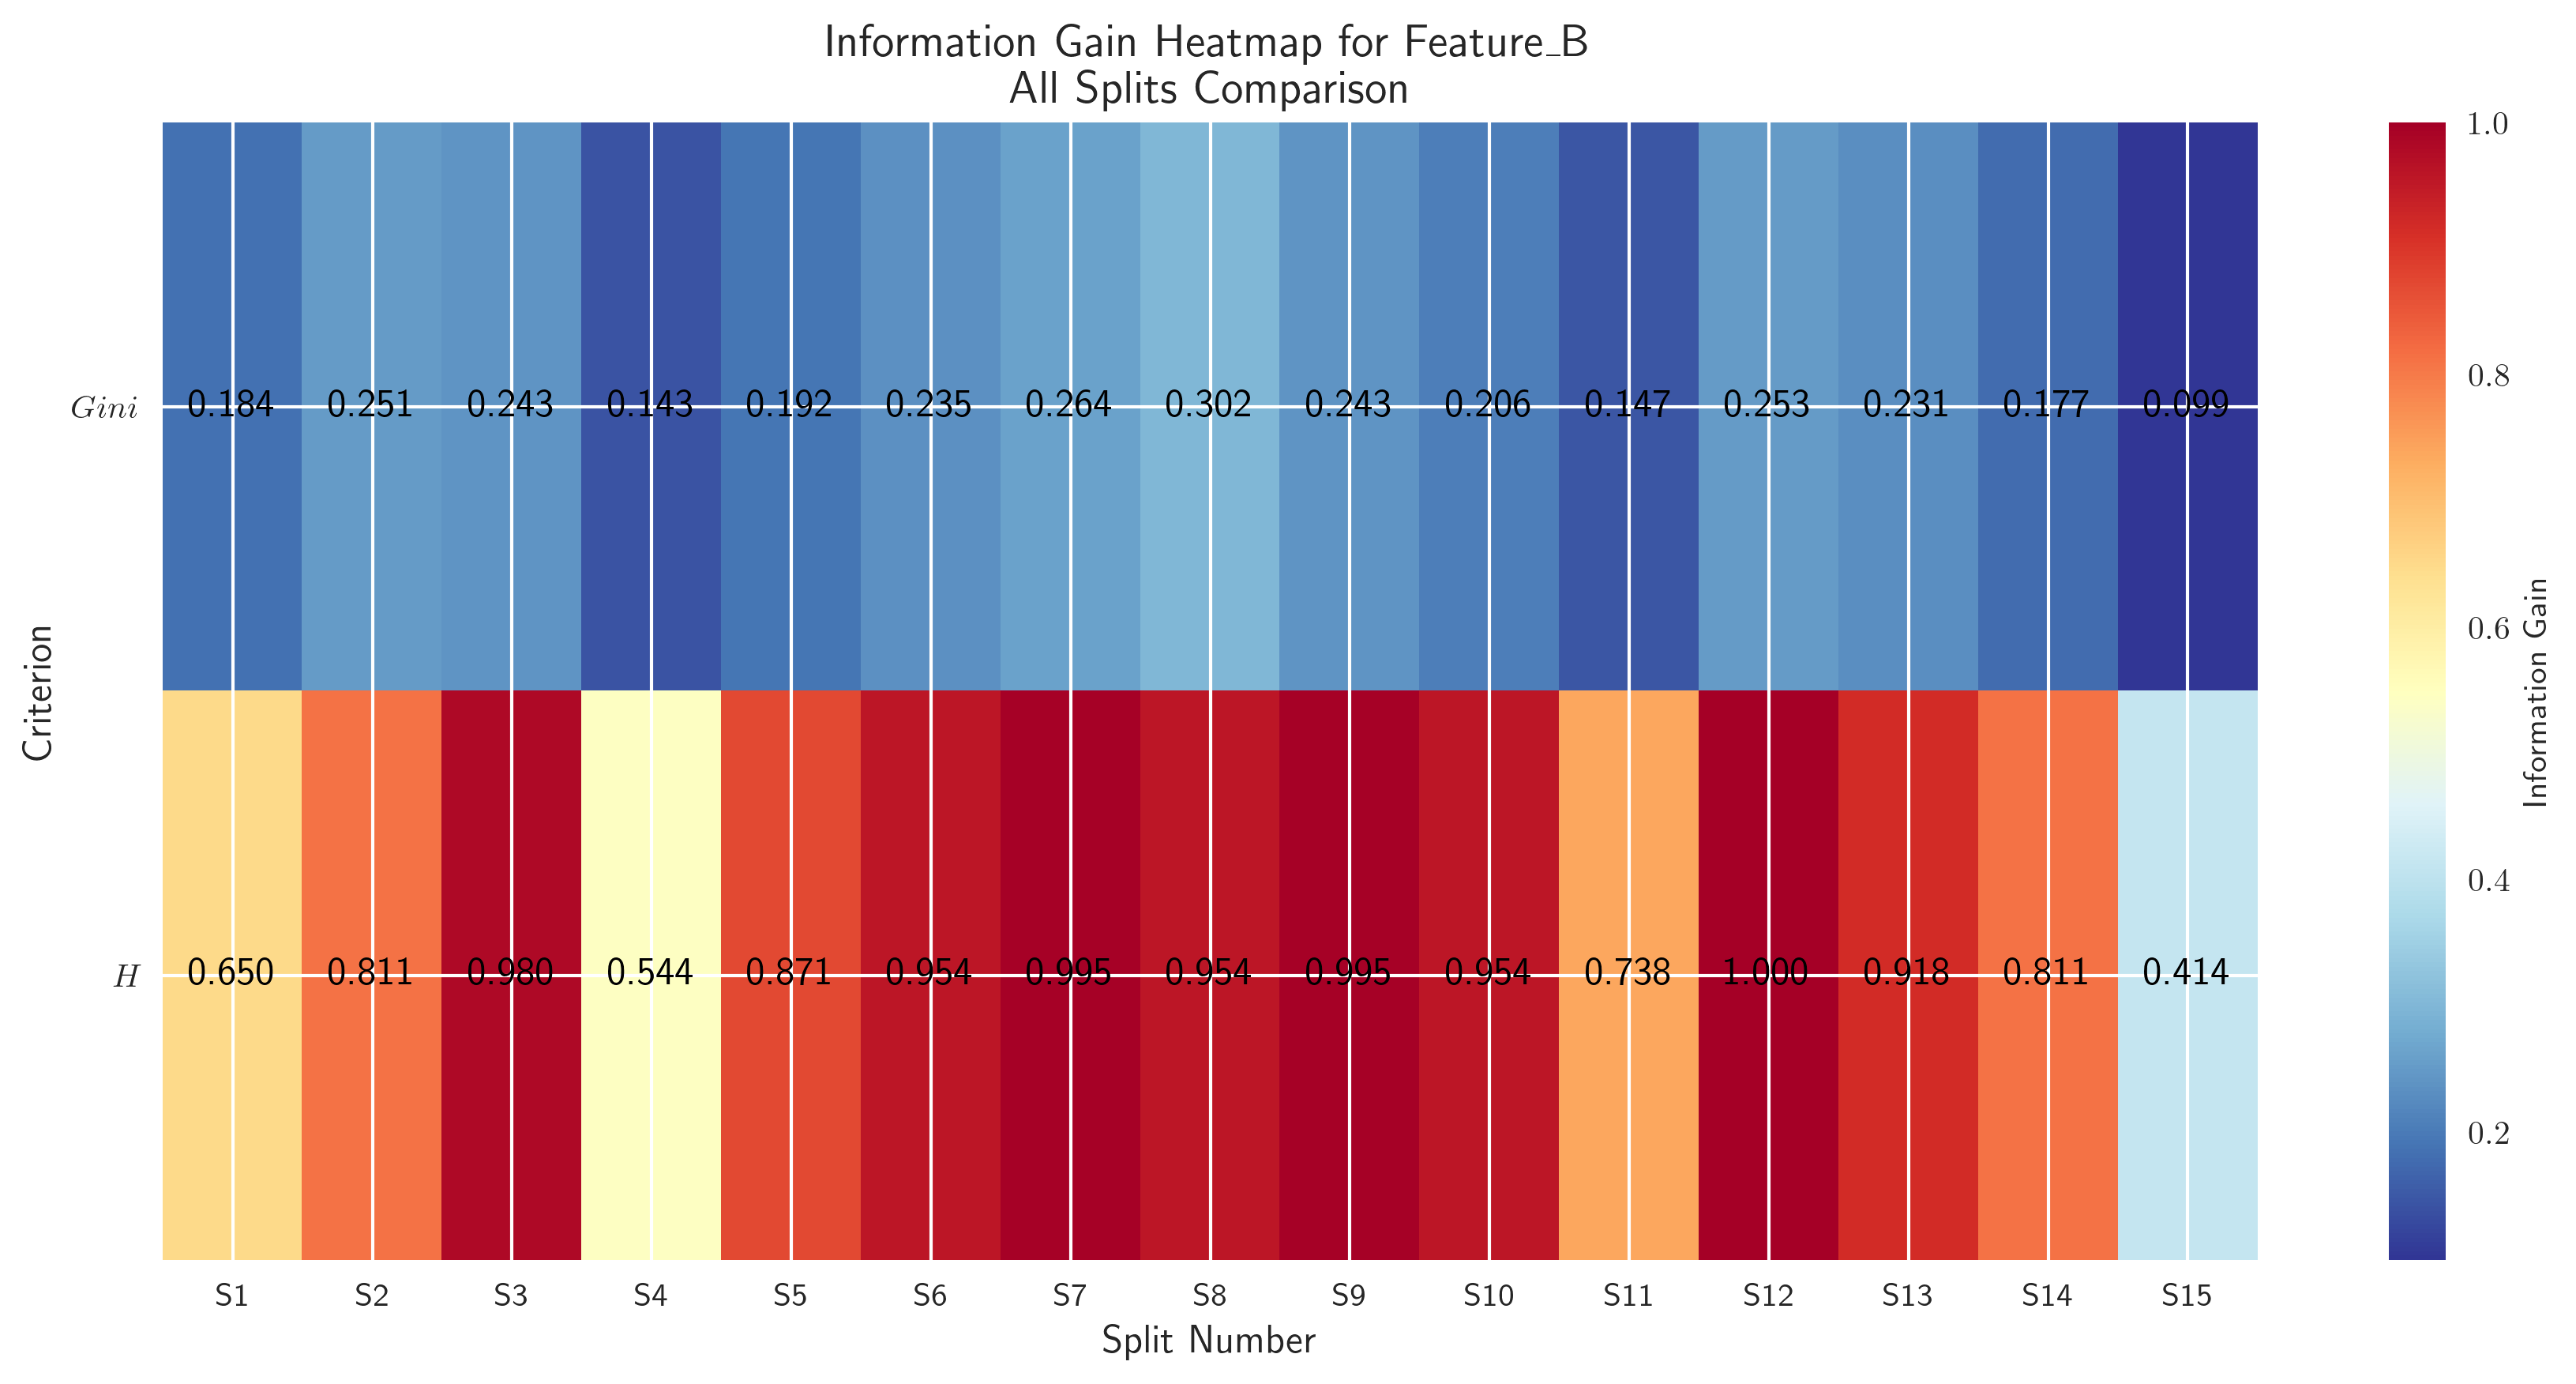 Information Gain Heatmap for Feature_B
All Splits Comparison
1.0
0.8
0.6
0.4
0.2
Information Gain
Criterion
Gini 0.184 0.251 0.243 0.143 0.192 0.235 0.264 0.302 0.243 0.206 0.147 0.253 0.231 0.177 0.099
H 0.650 0.811 0.980 0.544 0.871 0.954 0.995 0.954 0.995 0.954 0.738 1.000 0.918 0.811 0.414
S1 S2 S3 S4 S5 S6 S7 S8 S9 S10 S11 S12 S13 S14 S15
Split Number